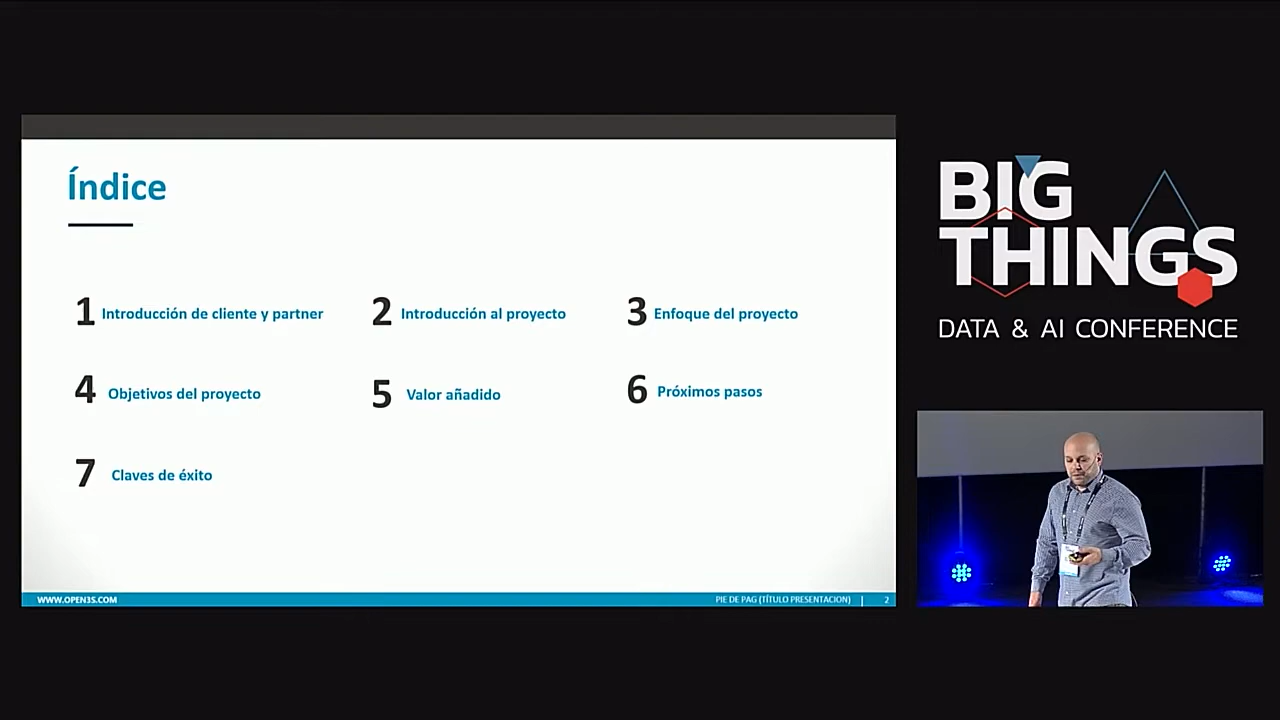 Índice
1 Introducción de cliente y partner
2 Introducción al proyecto
3 Enfoque del proyecto
4 Objetivos del proyecto
5 Valor añadido
6 Próximos pasos
7 Claves de éxito
WWW.OPEN3S.COM
PIE DE PAG (TÍTULO PRESENTACION) | 2
BIG
THINGS
DATA & AI CONFERENCE